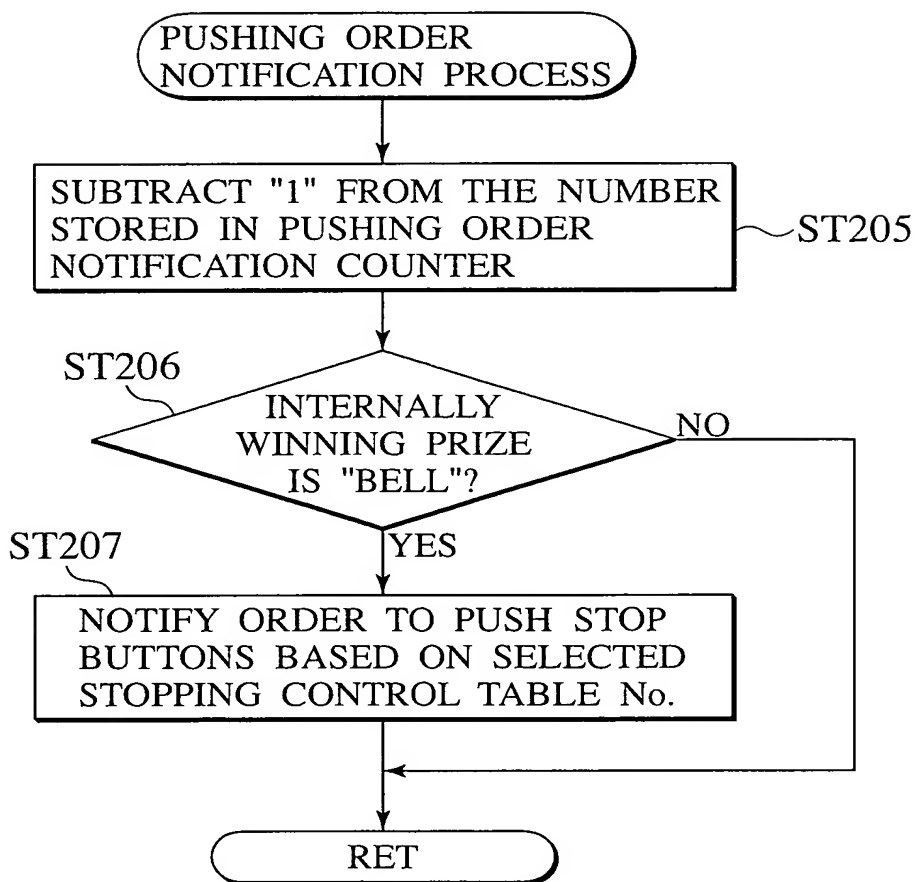 PUSHING ORDER
NOTIFICATION PROCESS
SUBTRACT "1" FROM THE NUMBER
STORED IN PUSHING ORDER
NOTIFICATION COUNTER
ST205
ST206
INTERNALLY
WINNING PRIZE
IS "BELL"?
NO
YES
ST207
NOTIFY ORDER TO PUSH STOP
BUTTONS BASED ON SELECTED
STOPPING CONTROL TABLE No.
RET